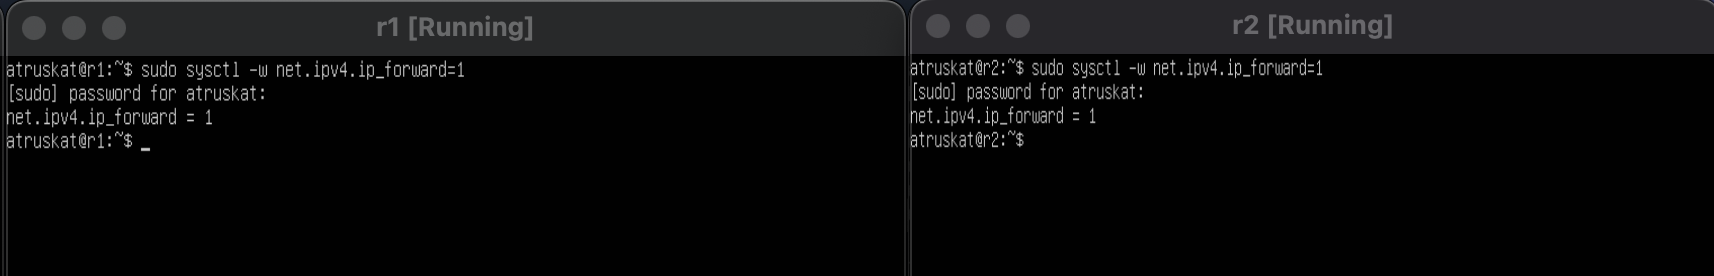 r1 [Running]
atruskat@r1:~$ sudo sysctl -w net.ipv4.ip_forward=1
[sudo] password for atruskat:
net.ipv4.ip_forward = 1
atruskat@r1:~$ _
r2 [Running]
atruskat@r2:~$ sudo sysctl -w net.ipv4.ip_forward=1
[sudo] password for atruskat:
net.ipv4.ip_forward = 1
atruskat@r2:~$